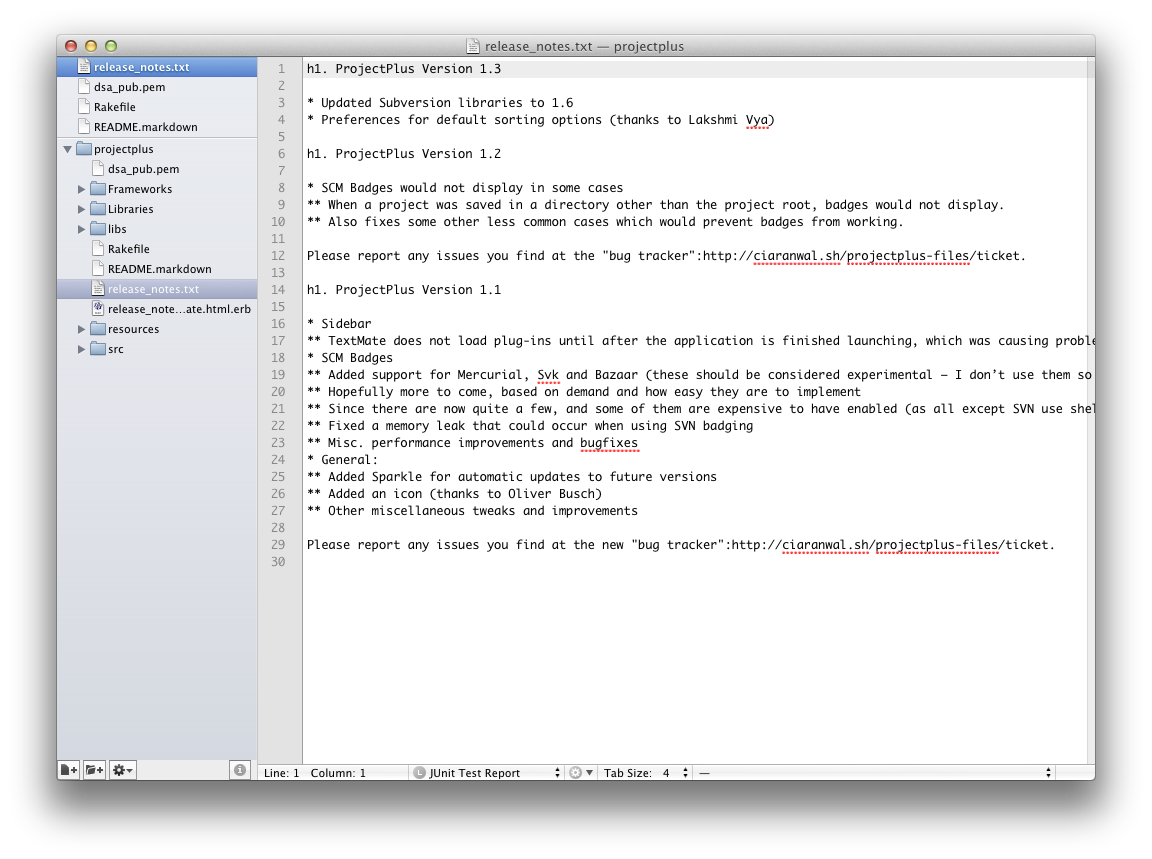 release_notes.txt — projectplus
release_notes.txt
dsa_pub.pem
Rakefile
README.markdown
projectplus
dsa_pub.pem
Frameworks
Libraries
libs
Rakefile
README.markdown
release_notes.txt
release_note...ate.html.erb
resources
src
1 h1. ProjectPlus Version 1.3
2
3 * Updated Subversion libraries to 1.6
4 * Preferences for default sorting options (thanks to Lakshmi Vya)
5
6 h1. ProjectPlus Version 1.2
7
8 * SCM Badges would not display in some cases
9 ** When a project was saved in a directory other than the project root, badges would not display.
10 ** Also fixes some other less common cases which would prevent badges from working.
11
12 Please report any issues you find at the "bug tracker":http://ciaranwal.sh/projectplus-files/ticket.
13
14 h1. ProjectPlus Version 1.1
15
16 * Sidebar
17 ** TextMate does not load plug-ins until after the application is finished launching, which was causing proble
18 * SCM Badges
19 ** Added support for Mercurial, Svk and Bazaar (these should be considered experimental – I don’t use them so
20 ** Hopefully more to come, based on demand and how easy they are to implement
21 ** Since there are now quite a few, and some of them are expensive to have enabled (as all except SVN use shel
22 ** Fixed a memory leak that could occur when using SVN badging
23 ** Misc. performance improvements and bugfixes
24 * General:
25 ** Added Sparkle for automatic updates to future versions
26 ** Added an icon (thanks to Oliver Busch)
27 ** Other miscellaneous tweaks and improvements
28
29 Please report any issues you find at the new "bug tracker":http://ciaranwal.sh/projectplus-files/ticket.
30
Line: 1 Column: 1 L JUnit Test Report Tab Size: 4 —